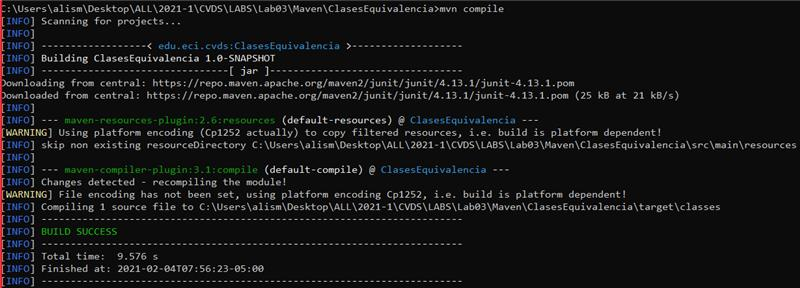 C:\Users\alism\Desktop\ALL\2021-1\CVDS\LABS\Lab03\Maven\ClasesEquivalencia>mvn compile
[INFO] Scanning for projects...
[INFO]
[INFO] ------------------< edu.eci.cvds:ClasesEquivalencia >-------------------
[INFO] Building ClasesEquivalencia 1.0-SNAPSHOT
[INFO] --------------------------------[ jar ]---------------------------------
Downloading from central: https://repo.maven.apache.org/maven2/junit/junit/4.13.1/junit-4.13.1.pom
Downloaded from central: https://repo.maven.apache.org/maven2/junit/junit/4.13.1/junit-4.13.1.pom (25 kB at 21 kB/s)
[INFO]
[INFO] --- maven-resources-plugin:2.6:resources (default-resources) @ ClasesEquivalencia ---
[WARNING] Using platform encoding (Cp1252 actually) to copy filtered resources, i.e. build is platform dependent!
[INFO] skip non existing resourceDirectory C:\Users\alism\Desktop\ALL\2021-1\CVDS\LABS\Lab03\Maven\ClasesEquivalencia\src\main\resources
[INFO]
[INFO] --- maven-compiler-plugin:3.1:compile (default-compile) @ ClasesEquivalencia ---
[INFO] Changes detected - recompiling the module!
[WARNING] File encoding has not been set, using platform encoding Cp1252, i.e. build is platform dependent!
[INFO] Compiling 1 source file to C:\Users\alism\Desktop\ALL\2021-1\CVDS\LABS\Lab03\Maven\ClasesEquivalencia\target\classes
[INFO] ------------------------------------------------------------------------
[INFO] BUILD SUCCESS
[INFO] ------------------------------------------------------------------------
[INFO] Total time:  9.576 s
[INFO] Finished at: 2021-02-04T07:56:23-05:00
[INFO] ------------------------------------------------------------------------